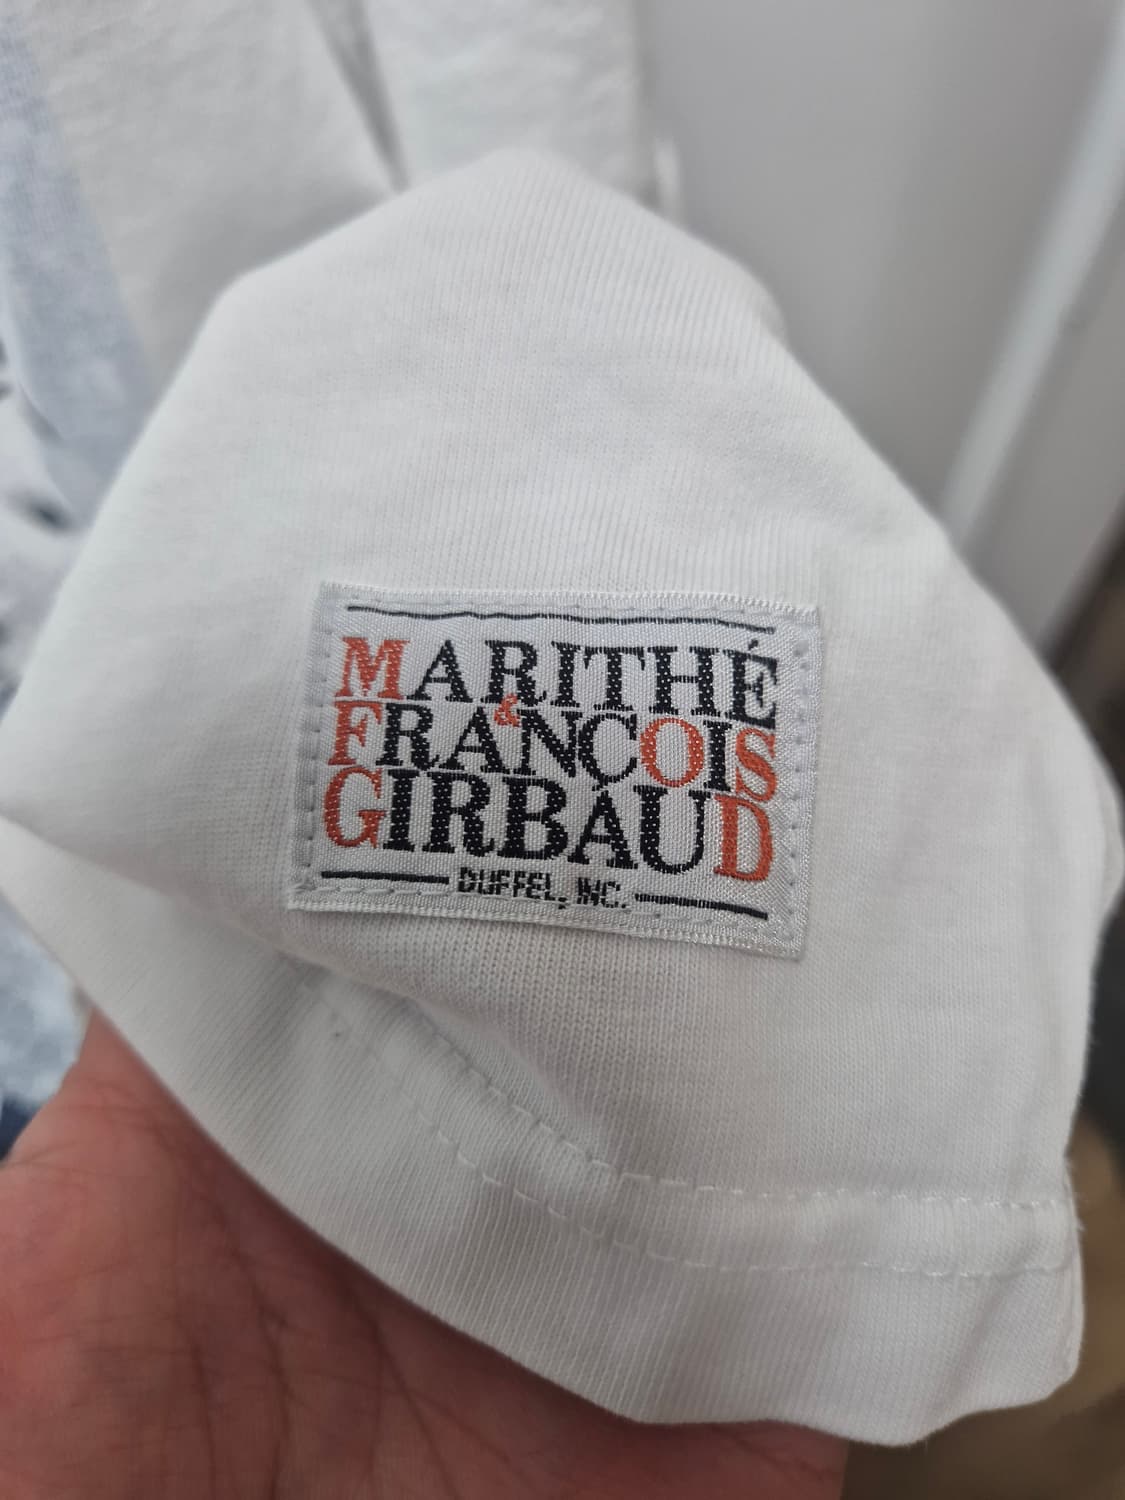 MARITHÉ
&
FRANÇOIS
GIRBAUD
DUFFEL, INC.